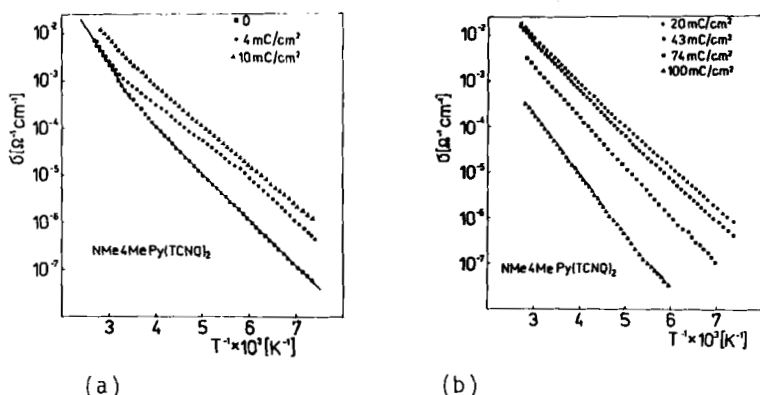 10⁻²
10⁻³
10⁻⁴
10⁻⁵
10⁻⁶
10⁻⁷
б[Ω⁻¹cm⁻¹]
▪ 0
• 4 mC/cm²
▴ 10 mC/cm²
NMe4MePy(TCNQ)₂
3 4 5 6 7
T⁻¹×10³[K⁻¹]
(a)
10⁻²
10⁻³
10⁻⁴
10⁻⁵
10⁻⁶
10⁻⁷
б[Ω⁻¹cm⁻¹]
• 20 mC/cm²
• 43 mC/cm²
• 74 mC/cm²
▴ 100 mC/cm²
NMe4MePy(TCNQ)₂
3 4 5 6 7
T⁻¹×10³[K⁻¹]
(b)